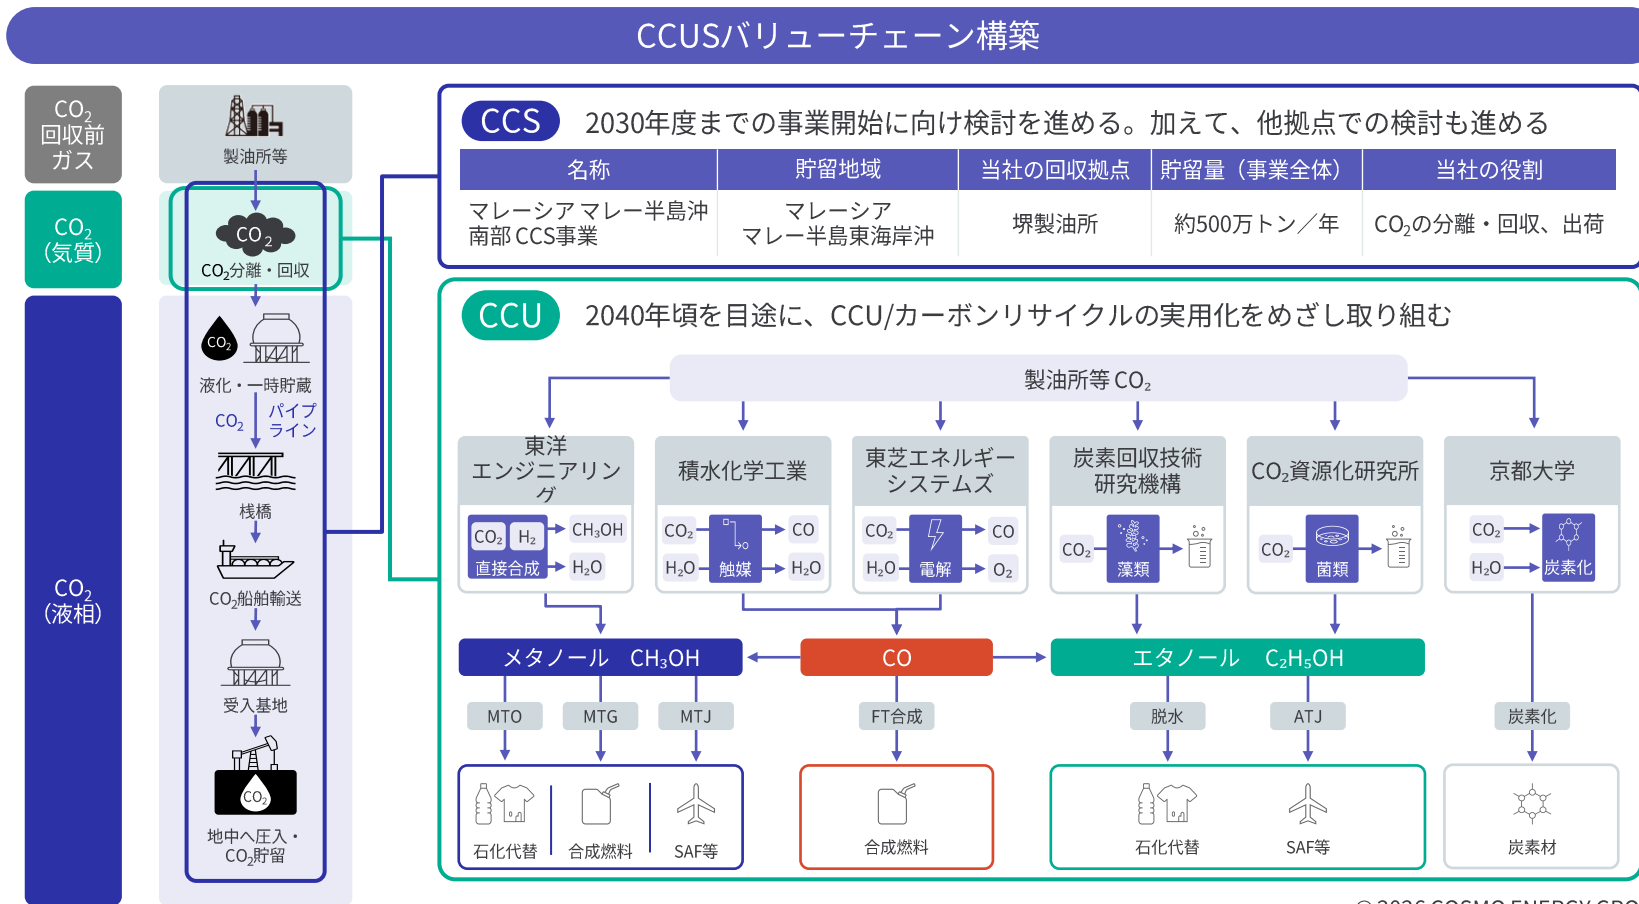 CCUSバリューチェーン構築
CO₂
回収前
ガス
CO₂
(気質)
CO₂
(液相)
製油所等
CO₂
CO₂分離・回収
CO₂
液化・一時貯蔵
CO₂
パイプ
ライン
桟橋
CO₂船舶輸送
受入基地
CO₂
地中へ圧入・
CO₂貯留
CCS
2030年度までの事業開始に向け検討を進める。加えて、他拠点での検討も進める
名称
貯留地域
当社の回収拠点
貯留量（事業全体）
当社の役割
マレーシア マレー半島沖
南部 CCS事業
マレーシア
マレー半島東海岸沖
堺製油所
約500万トン／年
CO₂の分離・回収、出荷
CCU
2040年頃を目途に、CCU/カーボンリサイクルの実用化をめざし取り組む
製油所等 CO₂
東洋
エンジニアリン
グ
CO₂ H₂
直接合成
CH₃OH
H₂O
積水化学工業
CO₂
H₂O
触媒
CO
H₂O
東芝エネルギー
システムズ
CO₂
H₂O
電解
CO
O₂
炭素回収技術
研究機構
CO₂
藻類
CO₂資源化研究所
CO₂
菌類
京都大学
CO₂
H₂O
炭素化
メタノール CH₃OH
CO
エタノール C₂H₅OH
MTO
MTG
MTJ
FT合成
脱水
ATJ
炭素化
石化代替
合成燃料
SAF等
合成燃料
石化代替
SAF等
炭素材